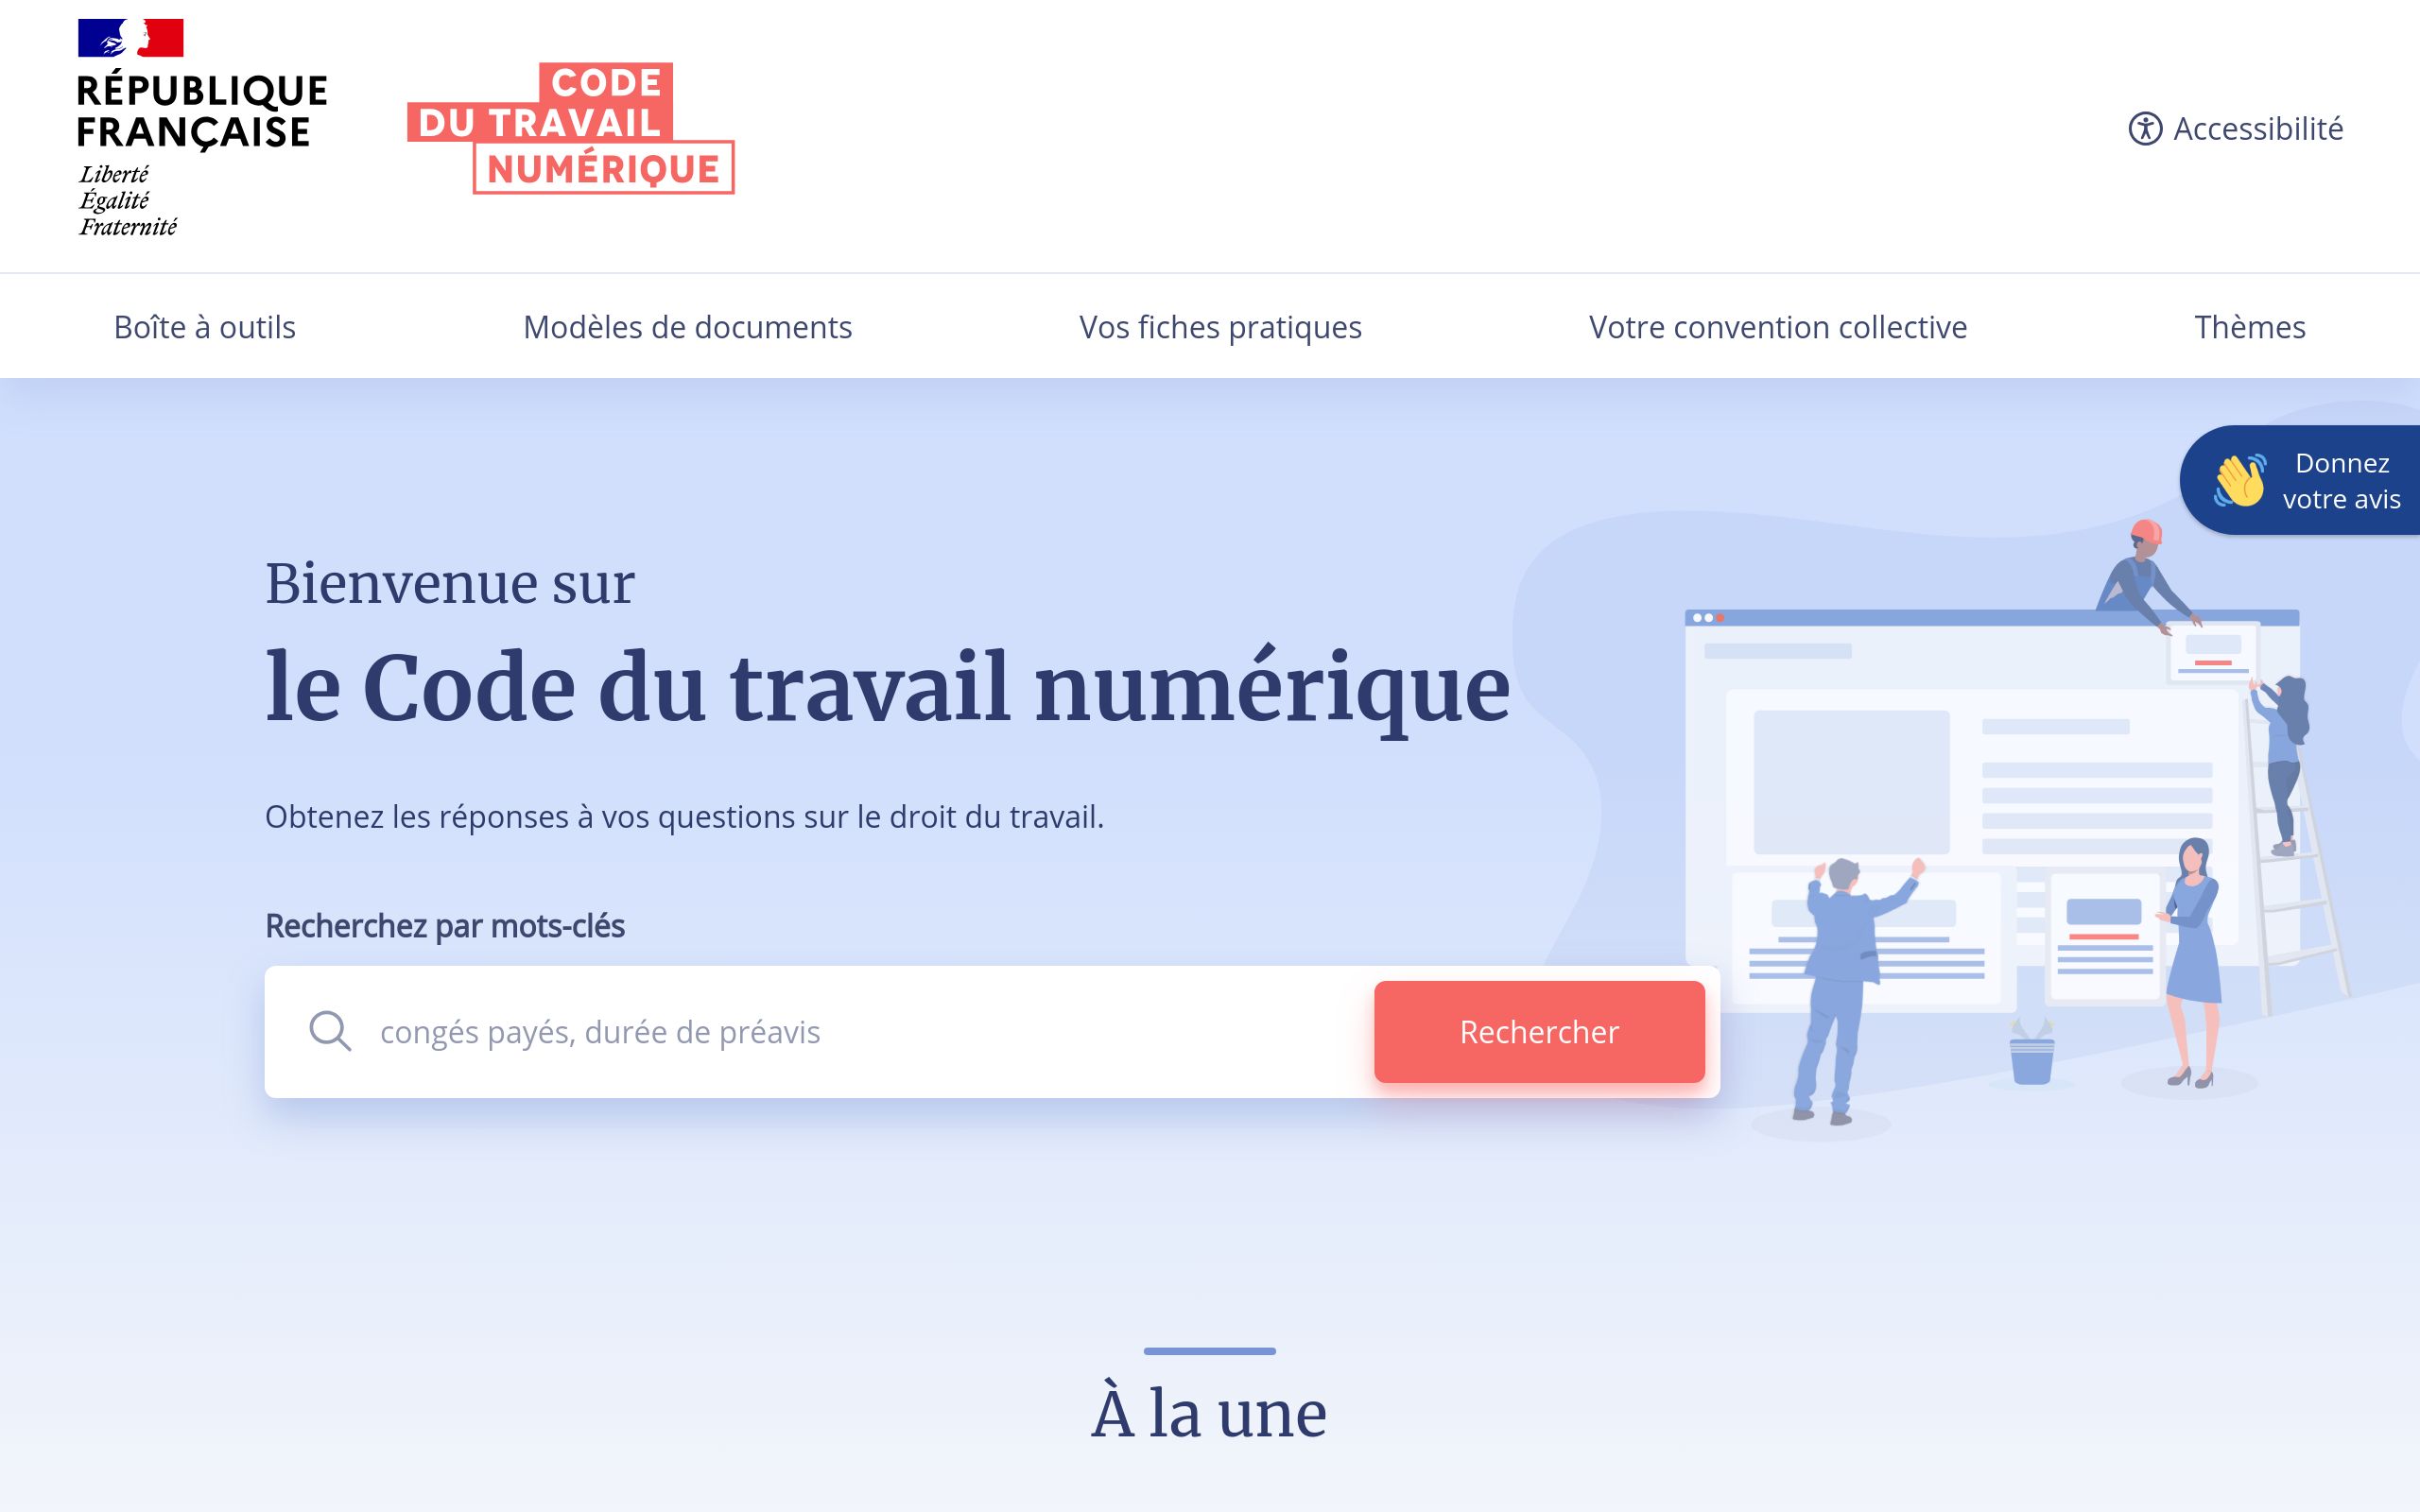 RÉPUBLIQUE
FRANÇAISE
Liberté
Égalité
Fraternité
CODE
DU TRAVAIL
NUMÉRIQUE
Accessibilité
Boîte à outils
Modèles de documents
Vos fiches pratiques
Votre convention collective
Thèmes
Donnez
votre avis
Bienvenue sur
le Code du travail numérique
Obtenez les réponses à vos questions sur le droit du travail.
Recherchez par mots-clés
congés payés, durée de préavis
Rechercher
À la une